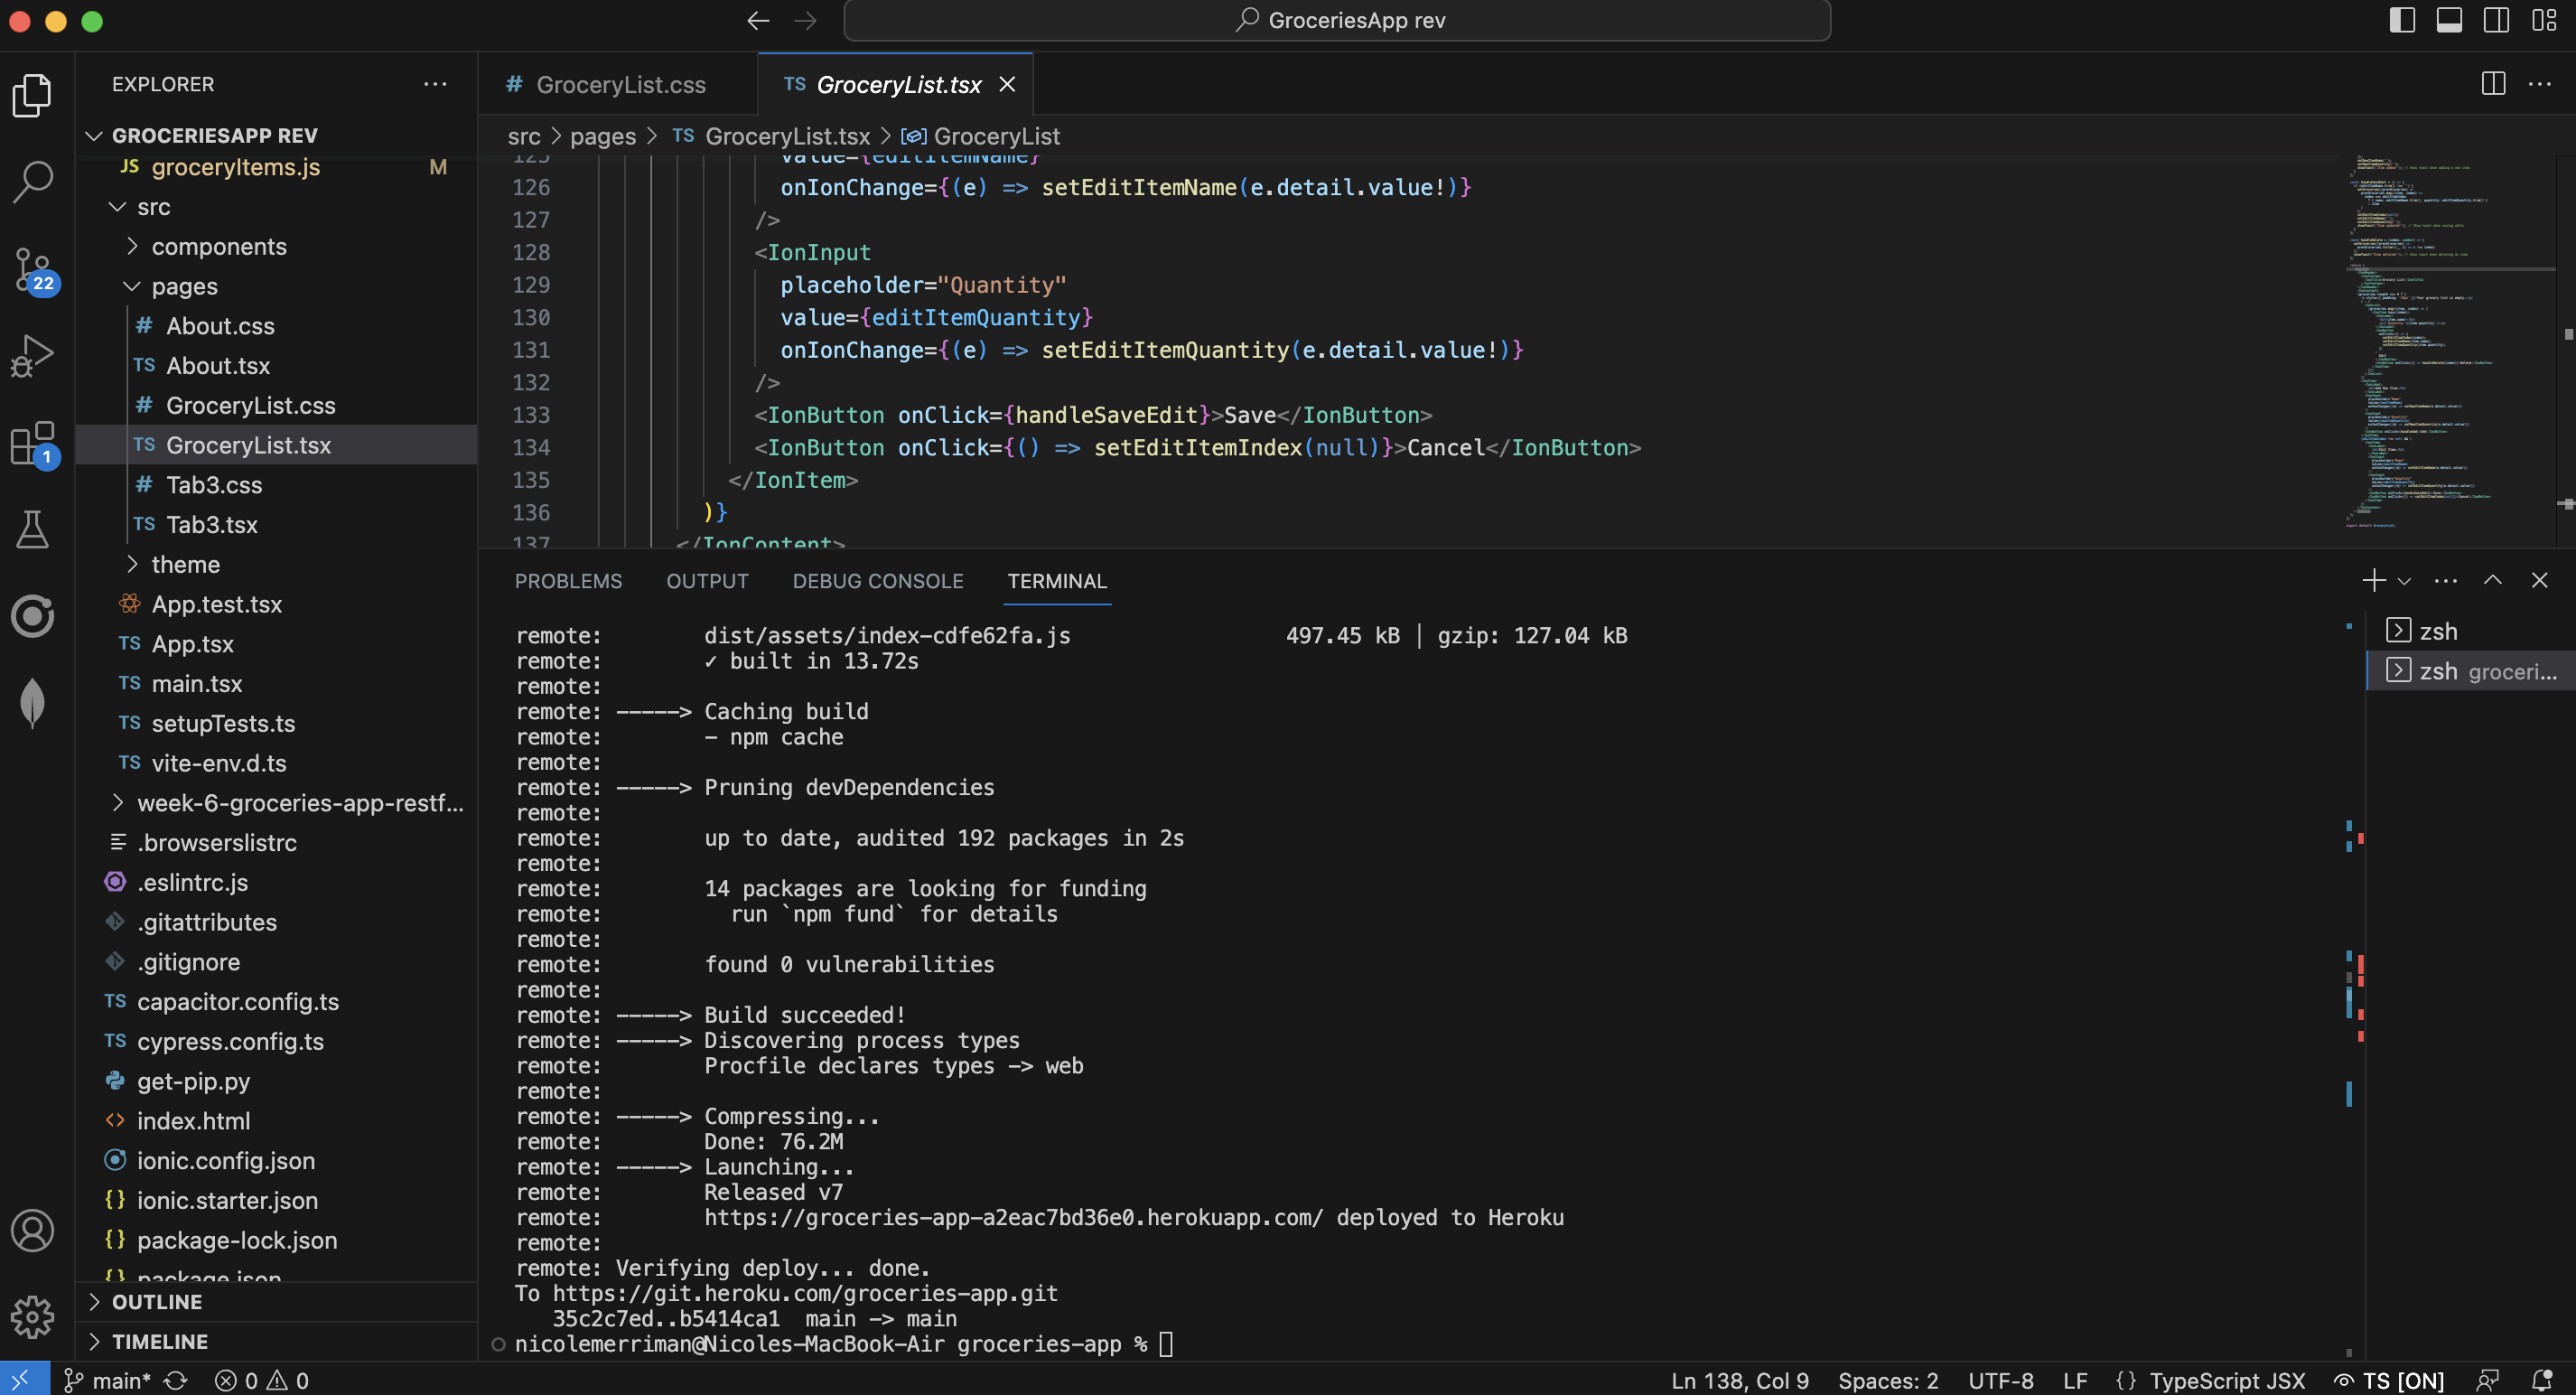 GroceriesApp rev
EXPLORER
GROCERIESAPP REV
JS groceryItems.js M
src
components
pages
# About.css
TS About.tsx
# GroceryList.css
TS GroceryList.tsx
# Tab3.css
TS Tab3.tsx
theme
App.test.tsx
TS App.tsx
TS main.tsx
TS setupTests.ts
TS vite-env.d.ts
week-6-groceries-app-restf...
.browserslistrc
.eslintrc.js
.gitattributes
.gitignore
TS capacitor.config.ts
TS cypress.config.ts
get-pip.py
<> index.html
ionic.config.json
{} ionic.starter.json
{} package-lock.json
{} package.json
OUTLINE
TIMELINE
22
1
# GroceryList.css
TS GroceryList.tsx
src > pages > TS GroceryList.tsx > GroceryList
125 value={editItemName}
126 onIonChange={(e) => setEditItemName(e.detail.value!)}
127 />
128 <IonInput
129 placeholder="Quantity"
130 value={editItemQuantity}
131 onIonChange={(e) => setEditItemQuantity(e.detail.value!)}
132 />
133 <IonButton onClick={handleSaveEdit}>Save</IonButton>
134 <IonButton onClick={() => setEditItemIndex(null)}>Cancel</IonButton>
135 </IonItem>
136 )}
137 </IonContent>
PROBLEMS OUTPUT DEBUG CONSOLE TERMINAL
remote: dist/assets/index-cdfe62fa.js 497.45 kB | gzip: 127.04 kB
remote: ✓ built in 13.72s
remote:
remote: -----> Caching build
remote: - npm cache
remote:
remote: -----> Pruning devDependencies
remote:
remote: up to date, audited 192 packages in 2s
remote:
remote: 14 packages are looking for funding
remote: run `npm fund` for details
remote:
remote: found 0 vulnerabilities
remote:
remote: -----> Build succeeded!
remote: -----> Discovering process types
remote: Procfile declares types -> web
remote:
remote: -----> Compressing...
remote: Done: 76.2M
remote: -----> Launching...
remote: Released v7
remote: https://groceries-app-a2eac7bd36e0.herokuapp.com/ deployed to Heroku
remote:
remote: Verifying deploy... done.
To https://git.heroku.com/groceries-app.git
35c2c7ed..b5414ca1 main -> main
nicolemerriman@Nicoles-MacBook-Air groceries-app %
zsh
zsh groceri...
main* 0 0
Ln 138, Col 9 Spaces: 2 UTF-8 LF {} TypeScript JSX TS [ON]